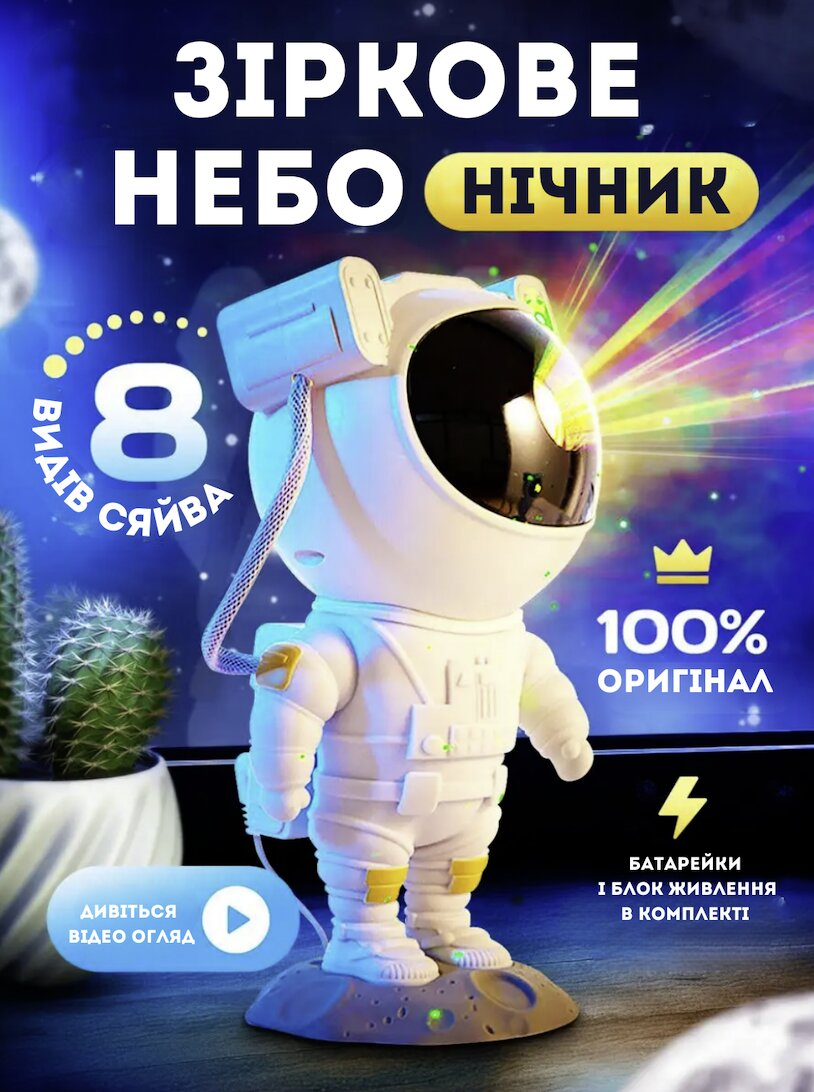 ЗІРКОВЕ
НЕБО НІЧНИК
8
ВИДІВ СЯЙВА
100%
ОРИГІНАЛ
БАТАРЕЙКИ
І БЛОК ЖИВЛЕННЯ
В КОМПЛЕКТІ
ДИВІТЬСЯ
ВІДЕО ОГЛЯД